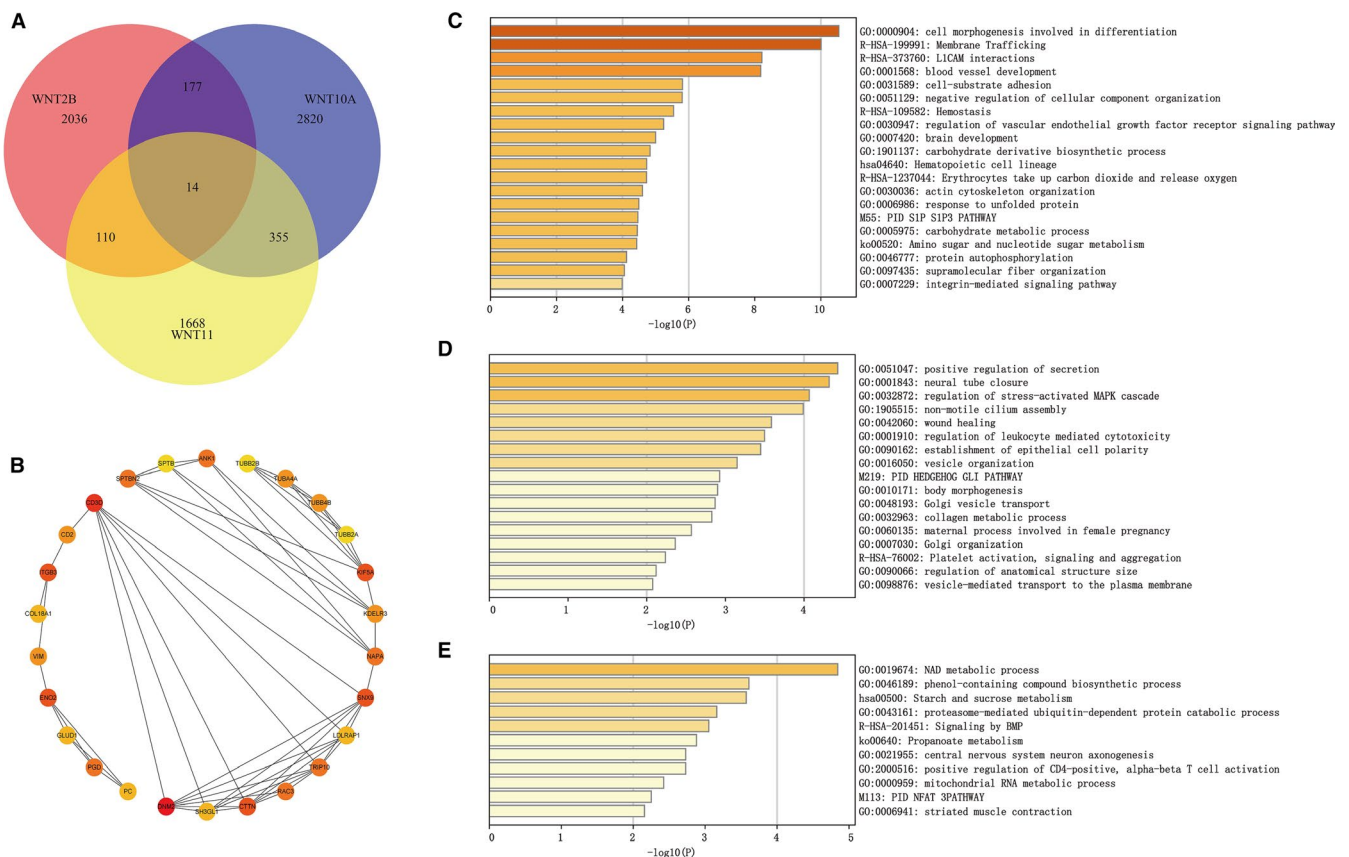 A
WNT2B
2036
177
WNT10A
2820
14
110
355
1668
WNT11
B
SPTB
ANK1
SPTBN2
CD3D
CD2
ITGB3
COL18A1
VIM
ENO2
GLUD1
PGD
PC
TUBB2B
TUBA4A
TUBB4B
TUBB2A
KIF5A
KDELR3
NAPA
SNX9
LDLRAP1
TRIP10
RAC3
CTTN
SH3GL1
C
GO:0000904: cell morphogenesis involved in differentiation
R-HSA-199991: Membrane Trafficking
R-HSA-373760: L1CAM interactions
GO:0001568: blood vessel development
GO:0031589: cell-substrate adhesion
GO:0051129: negative regulation of cellular component organization
R-HSA-109582: Hemostasis
GO:0030947: regulation of vascular endothelial growth factor receptor signaling pathway
GO:0007420: brain development
GO:1901137: carbohydrate derivative biosynthetic process
hsa04640: Hematopoietic cell lineage
R-HSA-1237044: Erythrocytes take up carbon dioxide and release oxygen
GO:0030036: actin cytoskeleton organization
GO:0006986: response to unfolded protein
M55: PID S1P S1P3 PATHWAY
GO:0005975: carbohydrate metabolic process
ko00520: Amino sugar and nucleotide sugar metabolism
GO:0046777: protein autophosphorylation
GO:0097435: supramolecular fiber organization
GO:0007229: integrin-mediated signaling pathway
0 2 4 6 8 10
-log10(P)
D
GO:0051047: positive regulation of secretion
GO:0001843: neural tube closure
GO:0032872: regulation of stress-activated MAPK cascade
GO:1905515: non-motile cilium assembly
GO:0042060: wound healing
GO:0001910: regulation of leukocyte mediated cytotoxicity
GO:0090162: establishment of epithelial cell polarity
GO:0016050: vesicle organization
M219: PID HEDGEHOG GLI PATHWAY
GO:0010171: body morphogenesis
GO:0048193: Golgi vesicle transport
GO:0032963: collagen metabolic process
GO:0060135: maternal process involved in female pregnancy
GO:0007030: Golgi organization
R-HSA-76002: Platelet activation, signaling and aggregation
GO:0090066: regulation of anatomical structure size
GO:0098876: vesicle-mediated transport to the plasma membrane
0 1 2 3 4
-log10(P)
E
GO:0019674: NAD metabolic process
GO:0046189: phenol-containing compound biosynthetic process
hsa00500: Starch and sucrose metabolism
GO:0043161: proteasome-mediated ubiquitin-dependent protein catabolic process
R-HSA-201451: Signaling by BMP
ko00640: Propanoate metabolism
GO:0021955: central nervous system neuron axonogenesis
GO:2000516: positive regulation of CD4-positive, alpha-beta T cell activation
GO:0000959: mitochondrial RNA metabolic process
M113: PID NFAT 3PATHWAY
GO:0006941: striated muscle contraction
0 1 2 3 4 5
-log10(P)